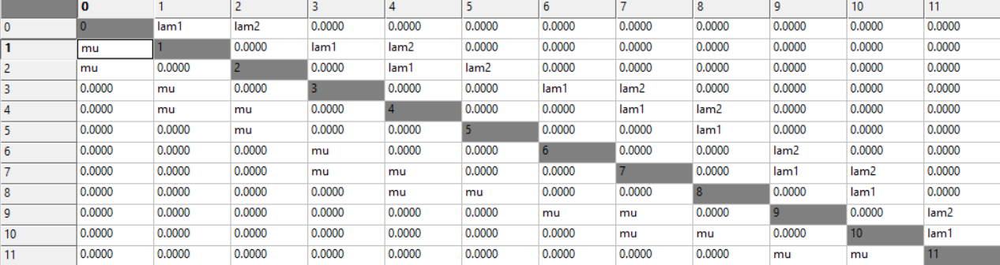 0 1 2 3 4 5 6 7 8 9 10 11
0 0 lam1 lam2 0.0000 0.0000 0.0000 0.0000 0.0000 0.0000 0.0000 0.0000 0.0000
1 mu 1 0.0000 lam1 lam2 0.0000 0.0000 0.0000 0.0000 0.0000 0.0000 0.0000
2 mu 0.0000 2 0.0000 lam1 lam2 0.0000 0.0000 0.0000 0.0000 0.0000 0.0000
3 0.0000 mu 0.0000 3 0.0000 0.0000 lam1 lam2 0.0000 0.0000 0.0000 0.0000
4 0.0000 mu mu 0.0000 4 0.0000 0.0000 lam1 lam2 0.0000 0.0000 0.0000
5 0.0000 0.0000 mu 0.0000 0.0000 5 0.0000 0.0000 lam1 0.0000 0.0000 0.0000
6 0.0000 0.0000 0.0000 mu 0.0000 0.0000 6 0.0000 0.0000 lam2 0.0000 0.0000
7 0.0000 0.0000 0.0000 mu mu 0.0000 0.0000 7 0.0000 lam1 lam2 0.0000
8 0.0000 0.0000 0.0000 0.0000 mu mu 0.0000 0.0000 8 0.0000 lam1 0.0000
9 0.0000 0.0000 0.0000 0.0000 0.0000 0.0000 mu mu 0.0000 9 0.0000 lam2
10 0.0000 0.0000 0.0000 0.0000 0.0000 0.0000 0.0000 mu mu 0.0000 10 lam1
11 0.0000 0.0000 0.0000 0.0000 0.0000 0.0000 0.0000 0.0000 0.0000 mu mu 11